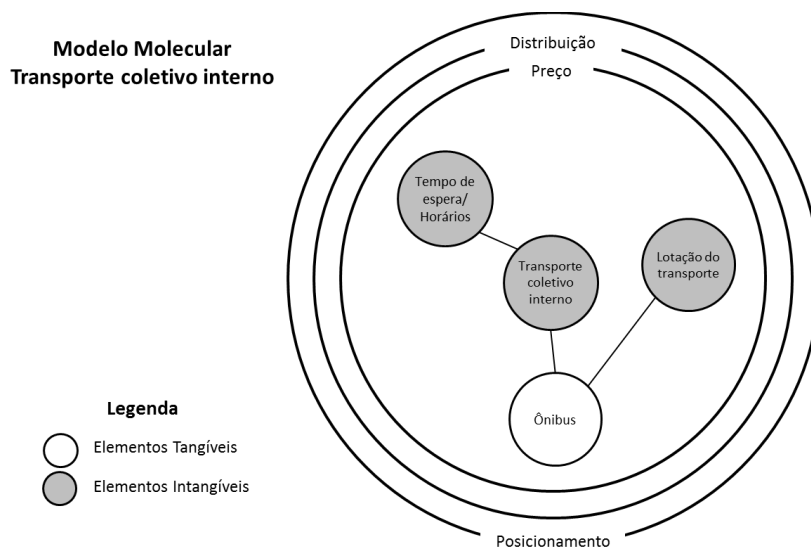 Modelo Molecular
Transporte coletivo interno
Distribuição
Preço
Tempo de
espera/
Horários
Transporte
coletivo
interno
Lotação do
transporte
Ônibus
Legenda
Elementos Tangíveis
Elementos Intangíveis
Posicionamento